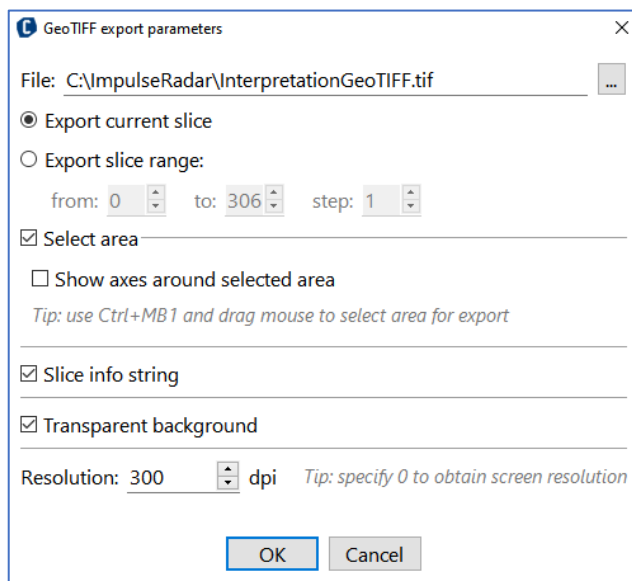 GeoTIFF export parameters
File: C:\ImpulseRadar\InterpretationGeoTIFF.tif ...
Export current slice
Export slice range:
from: 0 to: 306 step: 1
Select area
Show axes around selected area
Tip: use Ctrl+MB1 and drag mouse to select area for export
Slice info string
Transparent background
Resolution: 300 dpi Tip: specify 0 to obtain screen resolution
OK Cancel